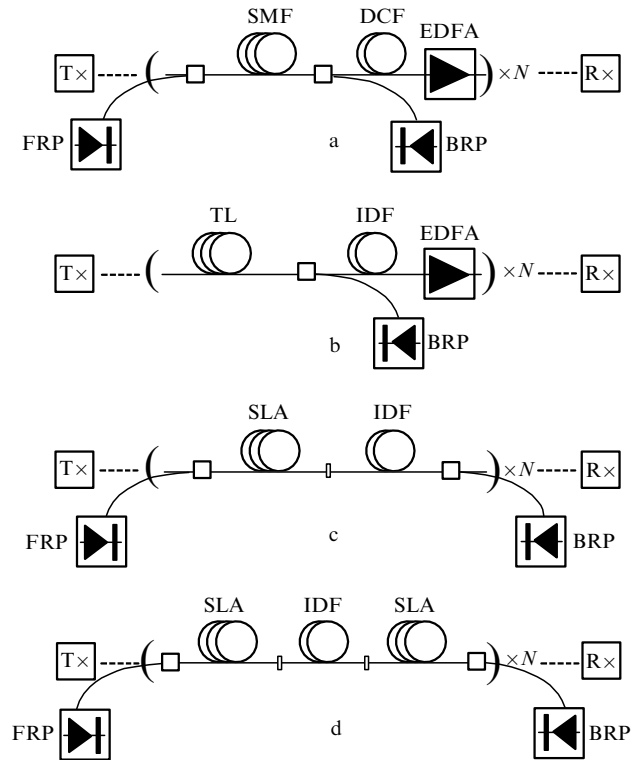 SMF DCF EDFA
T× ( ) ×N R×
FRP a BRP
TL IDF EDFA
T× ( ) ×N R×
b BRP
SLA IDF
T× ( ) ×N R×
FRP c BRP
SLA IDF SLA
T× ( ) ×N R×
FRP d BRP